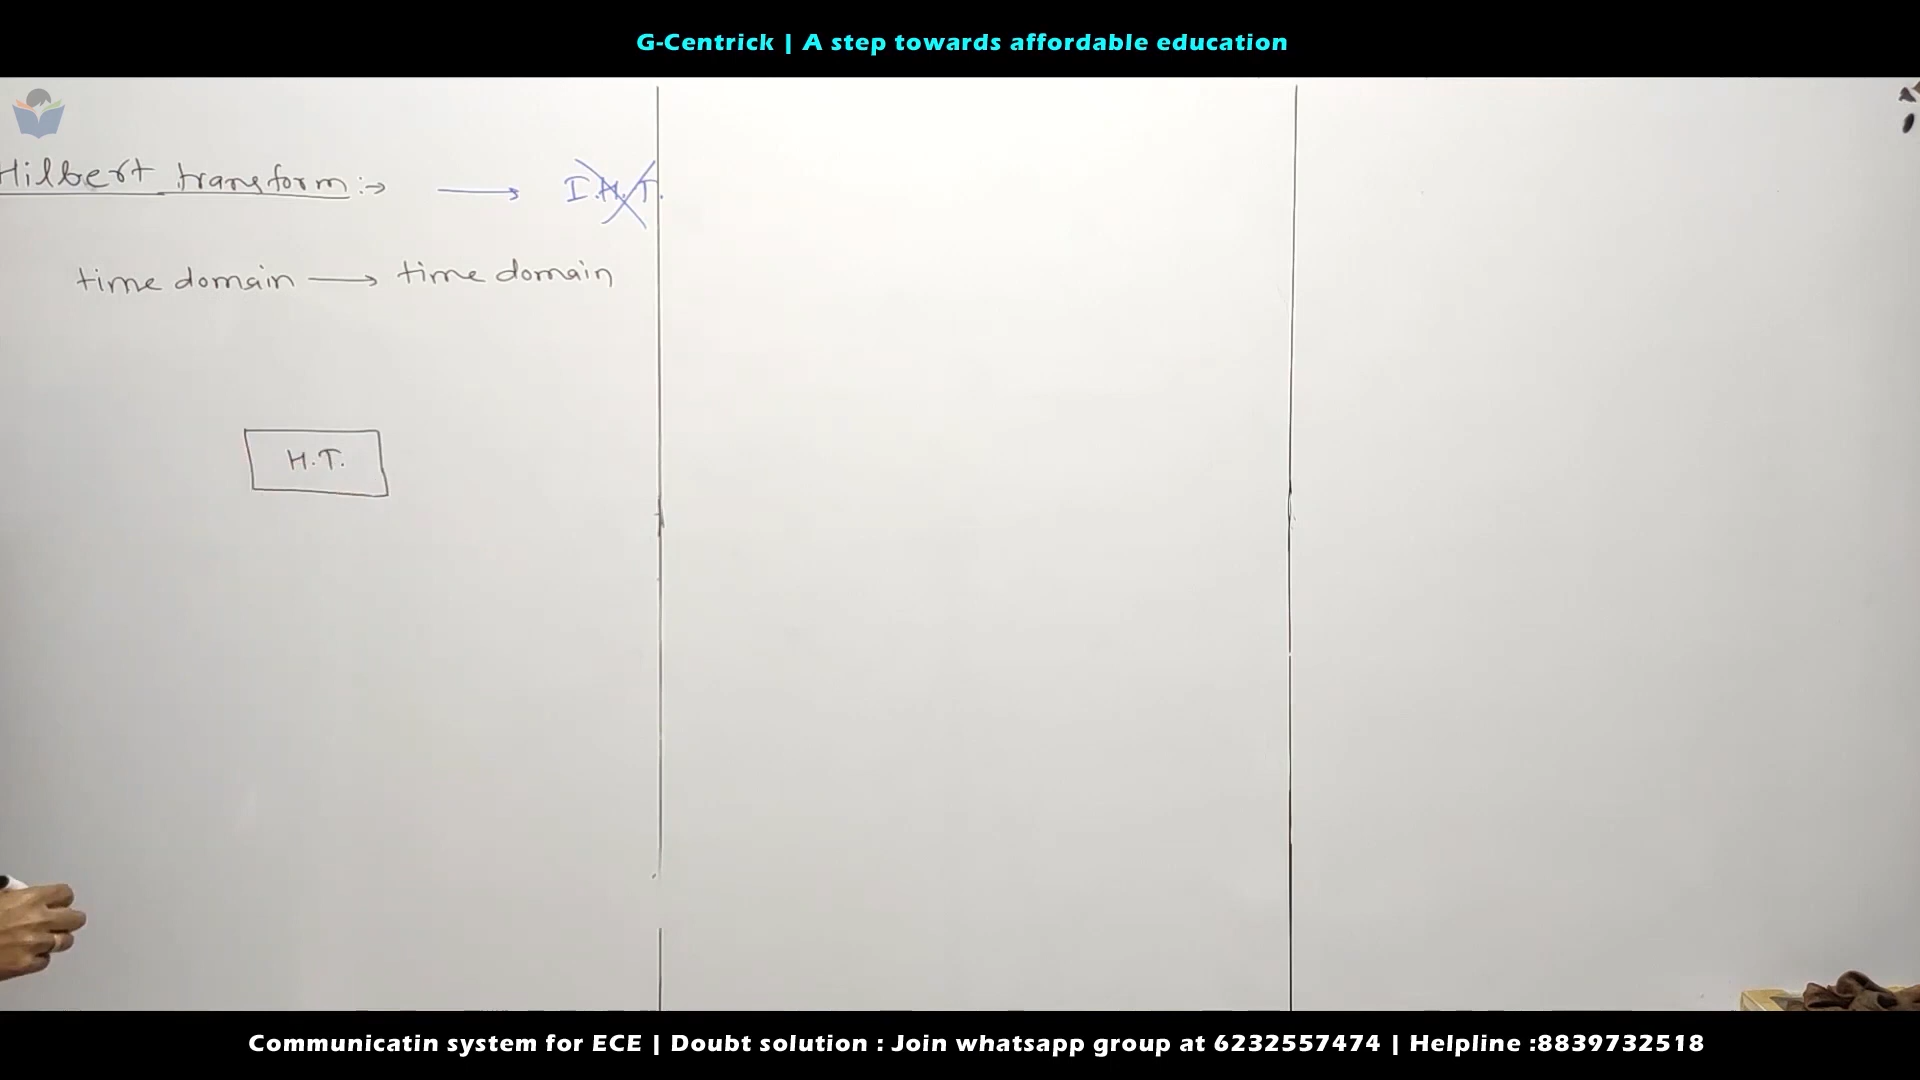 G-Centrick | A step towards affordable education
Hilbert transform :→ → I.H.T.
time domain → time domain
H.T.
Communicatin system for ECE | Doubt solution : Join whatsapp group at 6232557474 | Helpline :8839732518